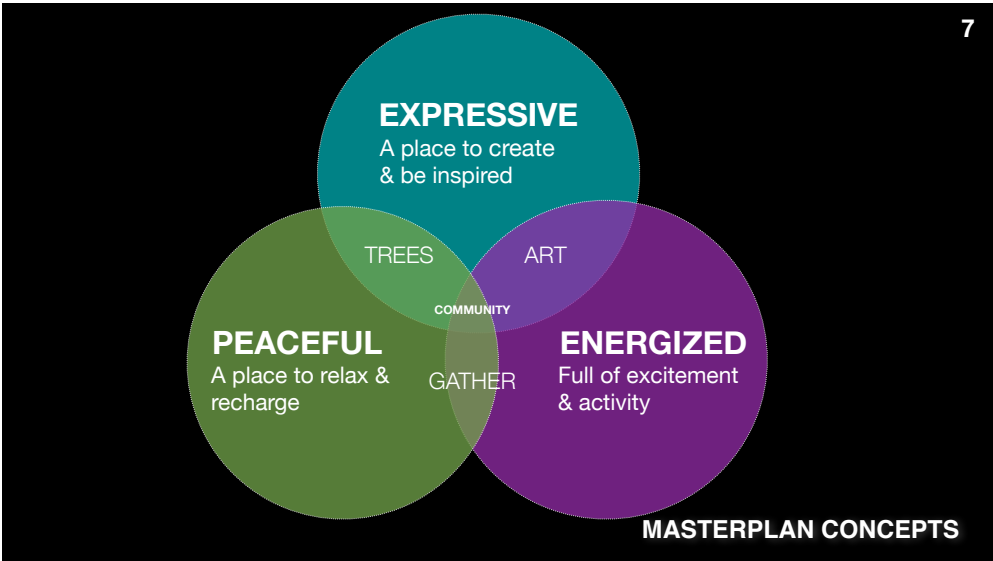 7
EXPRESSIVE
A place to create
& be inspired
TREES
ART
COMMUNITY
PEACEFUL
A place to relax &
recharge
GATHER
ENERGIZED
Full of excitement
& activity
MASTERPLAN CONCEPTS